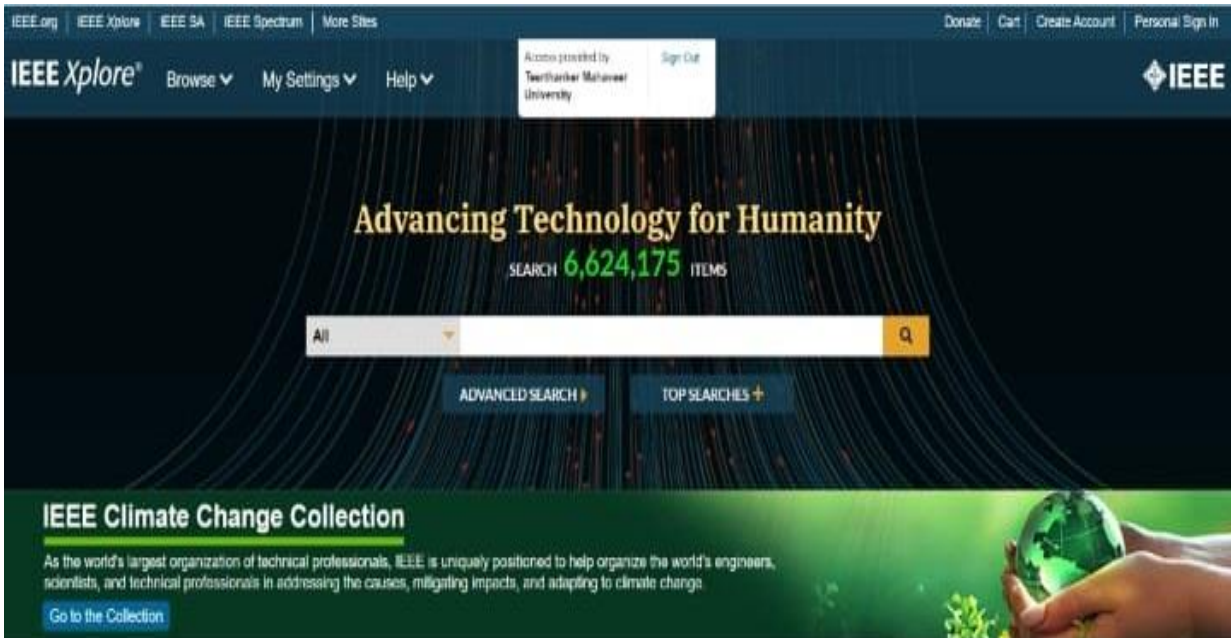 IEEE.org | IEEE Xplore | IEEE SA | IEEE Spectrum | More Sites
Donate | Cart | Create Account | Personal Sign In
IEEE Xplore®
Browse
My Settings
Help
Access provided by
Teerthanker Mahaveer
University
Sign Out
IEEE
Advancing Technology for Humanity
SEARCH 6,624,175 ITEMS
All
ADVANCED SEARCH
TOP SEARCHES +
IEEE Climate Change Collection
As the world's largest organization of technical professionals, IEEE is uniquely positioned to help organize the world's engineers,
scientists, and technical professionals in addressing the causes, mitigating impacts, and adapting to climate change.
Go to the Collection